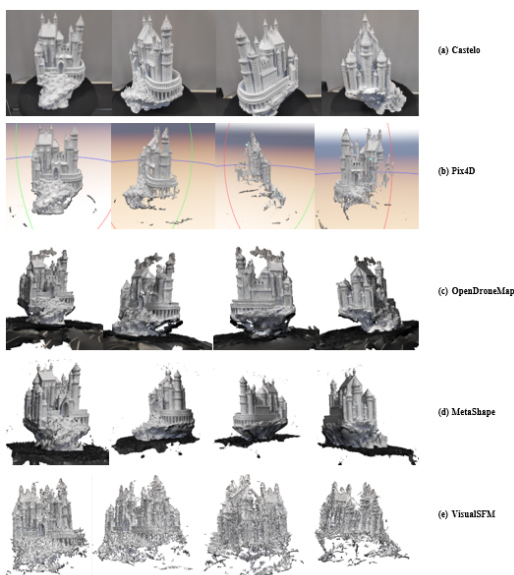 (a) Castelo
(b) Pix4D
(c) OpenDroneMap
(d) MetaShape
(e) VisualSFM